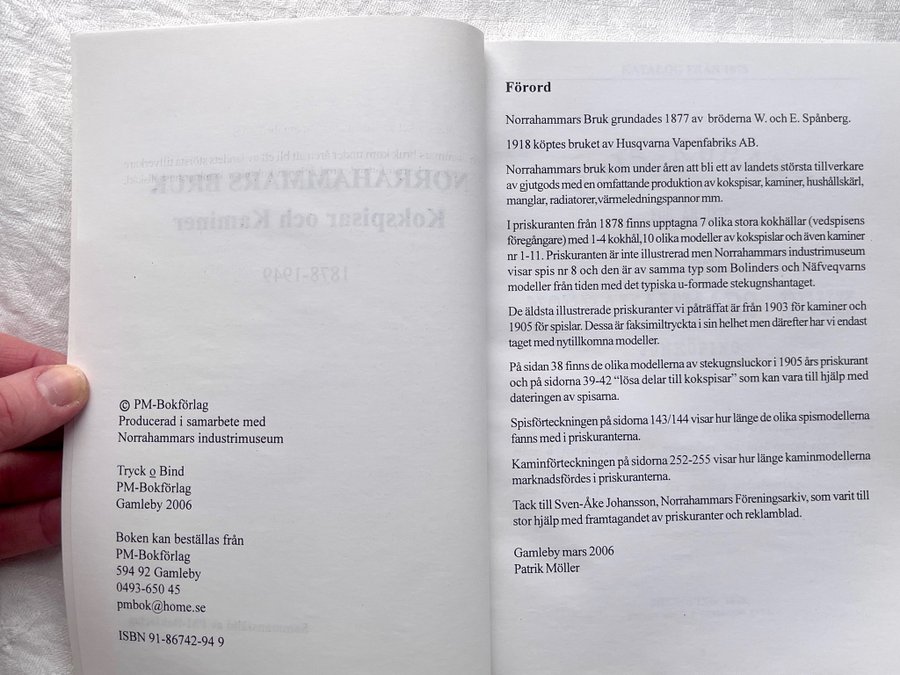 © PM-Bokförlag
Producerad i samarbete med
Norrahammars industrimuseum
Tryck o Bind
PM-Bokförlag
Gamleby 2006
Boken kan beställas från
PM-Bokförlag
594 92 Gamleby
0493-650 45
pmbok@home.se
ISBN 91-86742-94 9
Förord
Norrahammars Bruk grundades 1877 av bröderna W. och E. Spånberg.
1918 köptes bruket av Husqvarna Vapenfabriks AB.
Norrahammars bruk kom under åren att bli ett av landets största tillverkare
av gjutgods med en omfattande produktion av kokspisar, kaminer, hushållskärl,
manglar, radiatorer,värmeledningspannor mm.
I priskuranten från 1878 finns upptagna 7 olika stora kokhällar (vedspisens
föregångare) med 1-4 kokhål,10 olika modeller av kokspislar och även kaminer
nr 1-11. Priskuranten är inte illustrerad men Norrahammars industrimuseum
visar spis nr 8 och den är av samma typ som Bolinders och Näfveqvarns
modeller från tiden med det typiska u-formade stekugnshantaget.
De äldsta illustrerade priskuranter vi påträffat är från 1903 för kaminer och
1905 för spislar. Dessa är faksimiltryckta i sin helhet men därefter har vi endast
taget med nytillkomna modeller.
På sidan 38 finns de olika modellerna av stekugnsluckor i 1905 års priskurant
och på sidorna 39-42 “lösa delar till kokspisar” som kan vara till hjälp med
dateringen av spisarna.
Spisförteckningen på sidorna 143/144 visar hur länge de olika spismodellerna
fanns med i priskuranterna.
Kaminförteckningen på sidorna 252-255 visar hur länge kaminmodellerna
marknadsfördes i priskuranterna.
Tack till Sven-Åke Johansson, Norrahammars Föreningsarkiv, som varit till
stor hjälp med framtagandet av priskuranter och reklamblad.
Gamleby mars 2006
Patrik Möller
NORRAHAMMARS BRUK
Kokspisar och Kaminer
1878-1949